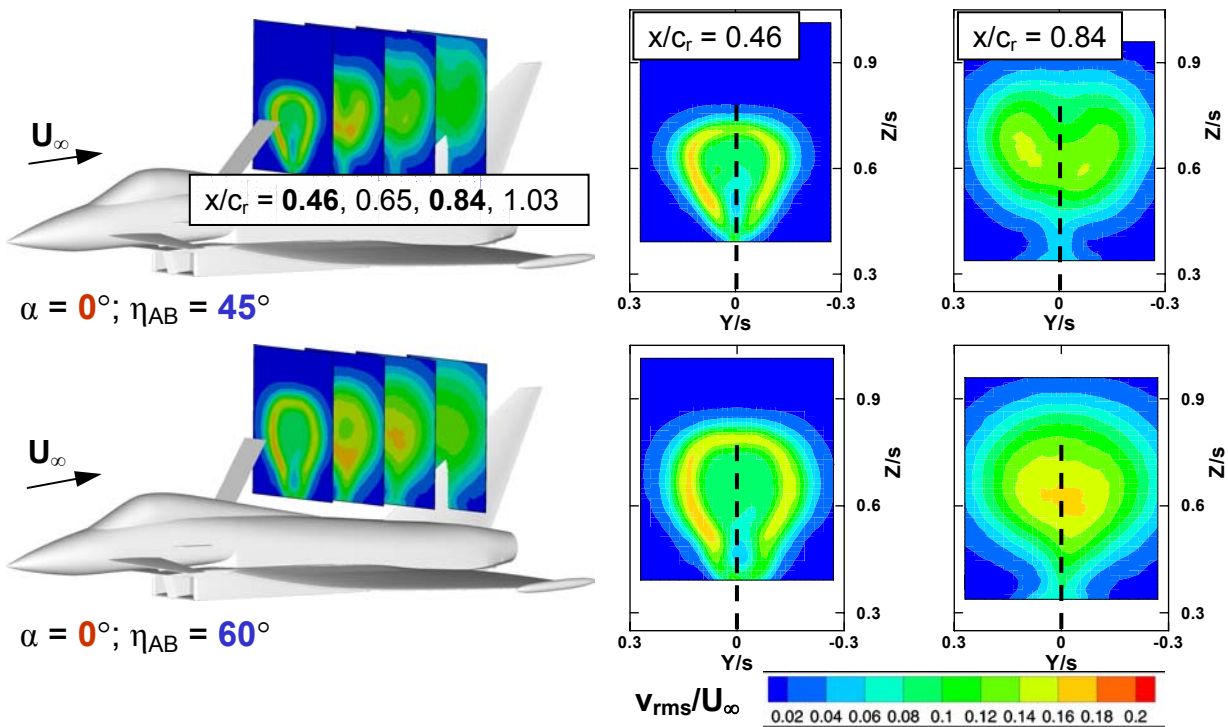 x/cᵣ = 0.46
x/cᵣ = 0.84
U∞
x/cᵣ = 0.46, 0.65, 0.84, 1.03
α = 0°; ηAB = 45°
0.9
0.6
0.3
Z/s
0.3 0 -0.3
Y/s
0.9
0.6
0.3
Z/s
0.3 0 -0.3
Y/s
U∞
α = 0°; ηAB = 60°
0.9
0.6
0.3
Z/s
0.3 0 -0.3
Y/s
0.9
0.6
0.3
Z/s
0.3 0 -0.3
Y/s
vrms/U∞
0.02 0.04 0.06 0.08 0.1 0.12 0.14 0.16 0.18 0.2